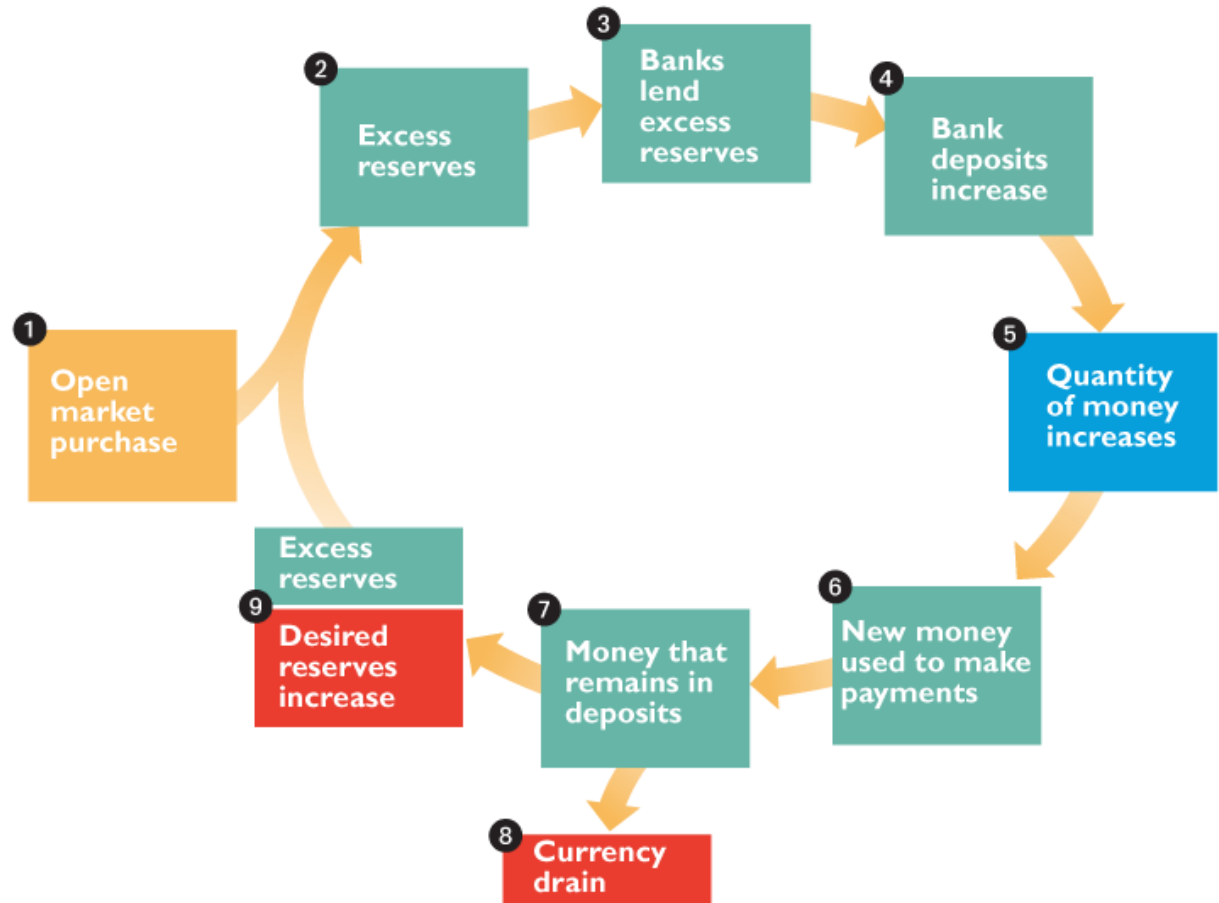 1
Open
market
purchase
2
Excess
reserves
3
Banks
lend
excess
reserves
4
Bank
deposits
increase
5
Quantity
of money
increases
6
New money
used to make
payments
7
Money that
remains in
deposits
8
Currency
drain
Excess
reserves
9
Desired
reserves
increase